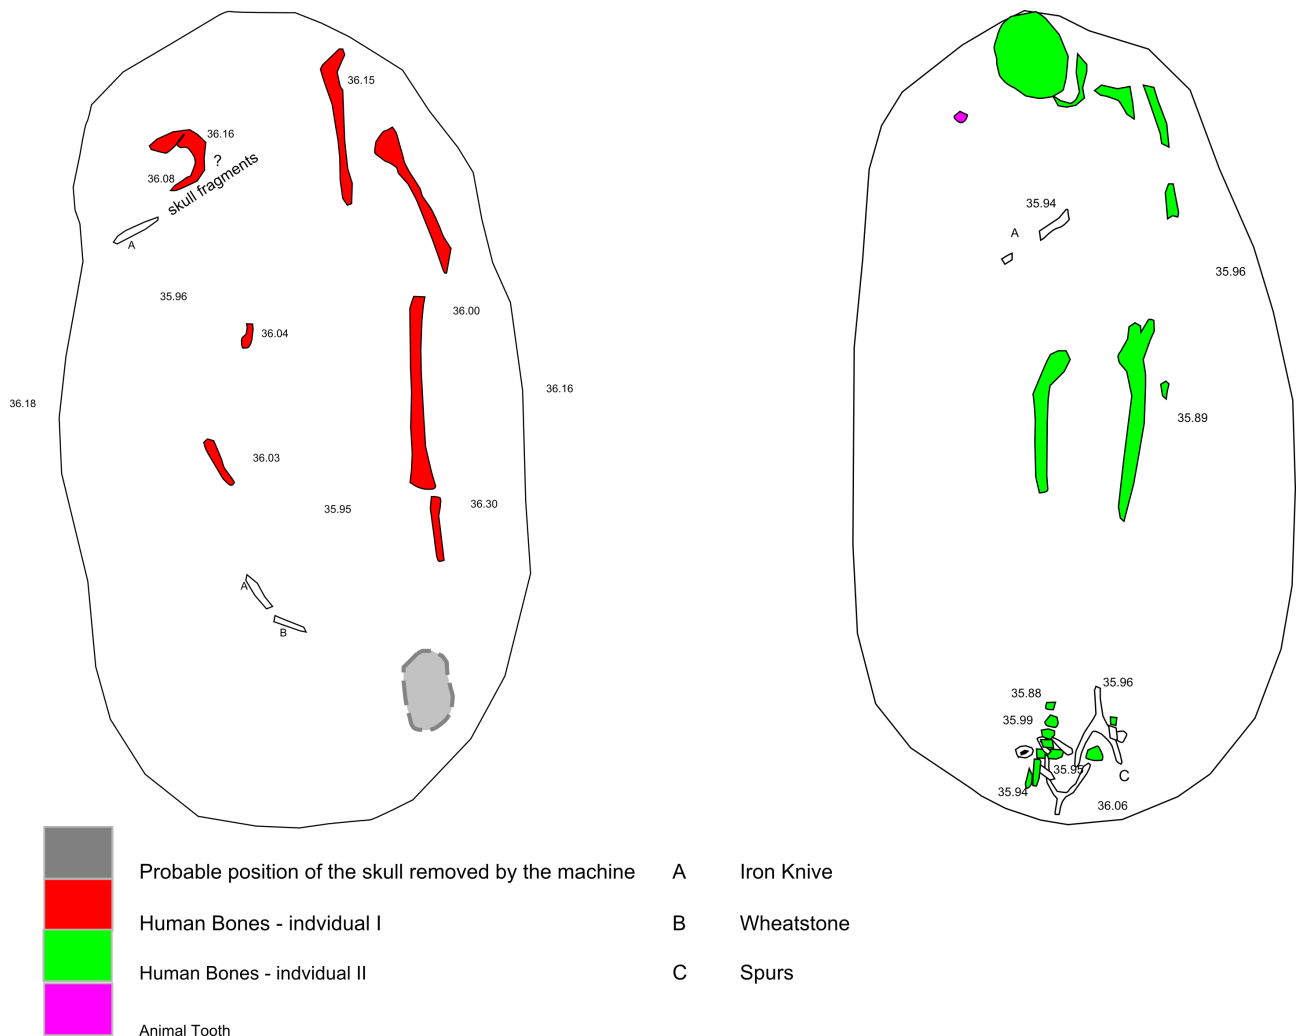 36.15
36.16
?
36.08
skull fragments
A
35.96
36.04
36.00
36.18
36.16
36.03
35.95
36.30
A
B
35.94
A
35.96
35.89
35.96
35.88
35.99
35.95
C
35.94
36.06
Probable position of the skull removed by the machine
Human Bones - indvidual I
Human Bones - indvidual II
Animal Tooth
A Iron Knive
B Wheatstone
C Spurs